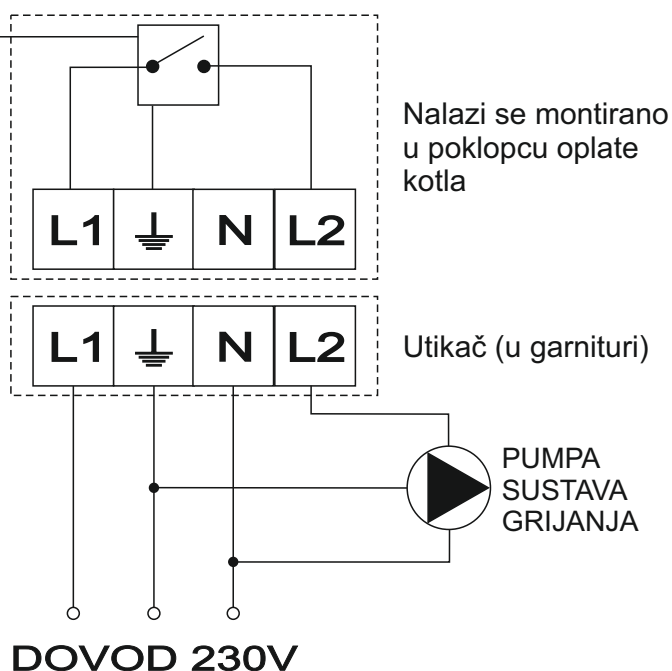 Nalazi se montirano
u poklopcu oplate
kotla
L1 N L2
L1 N L2
Utikač (u garnituri)
PUMPA
SUSTAVA
GRIJANJA
DOVOD 230V